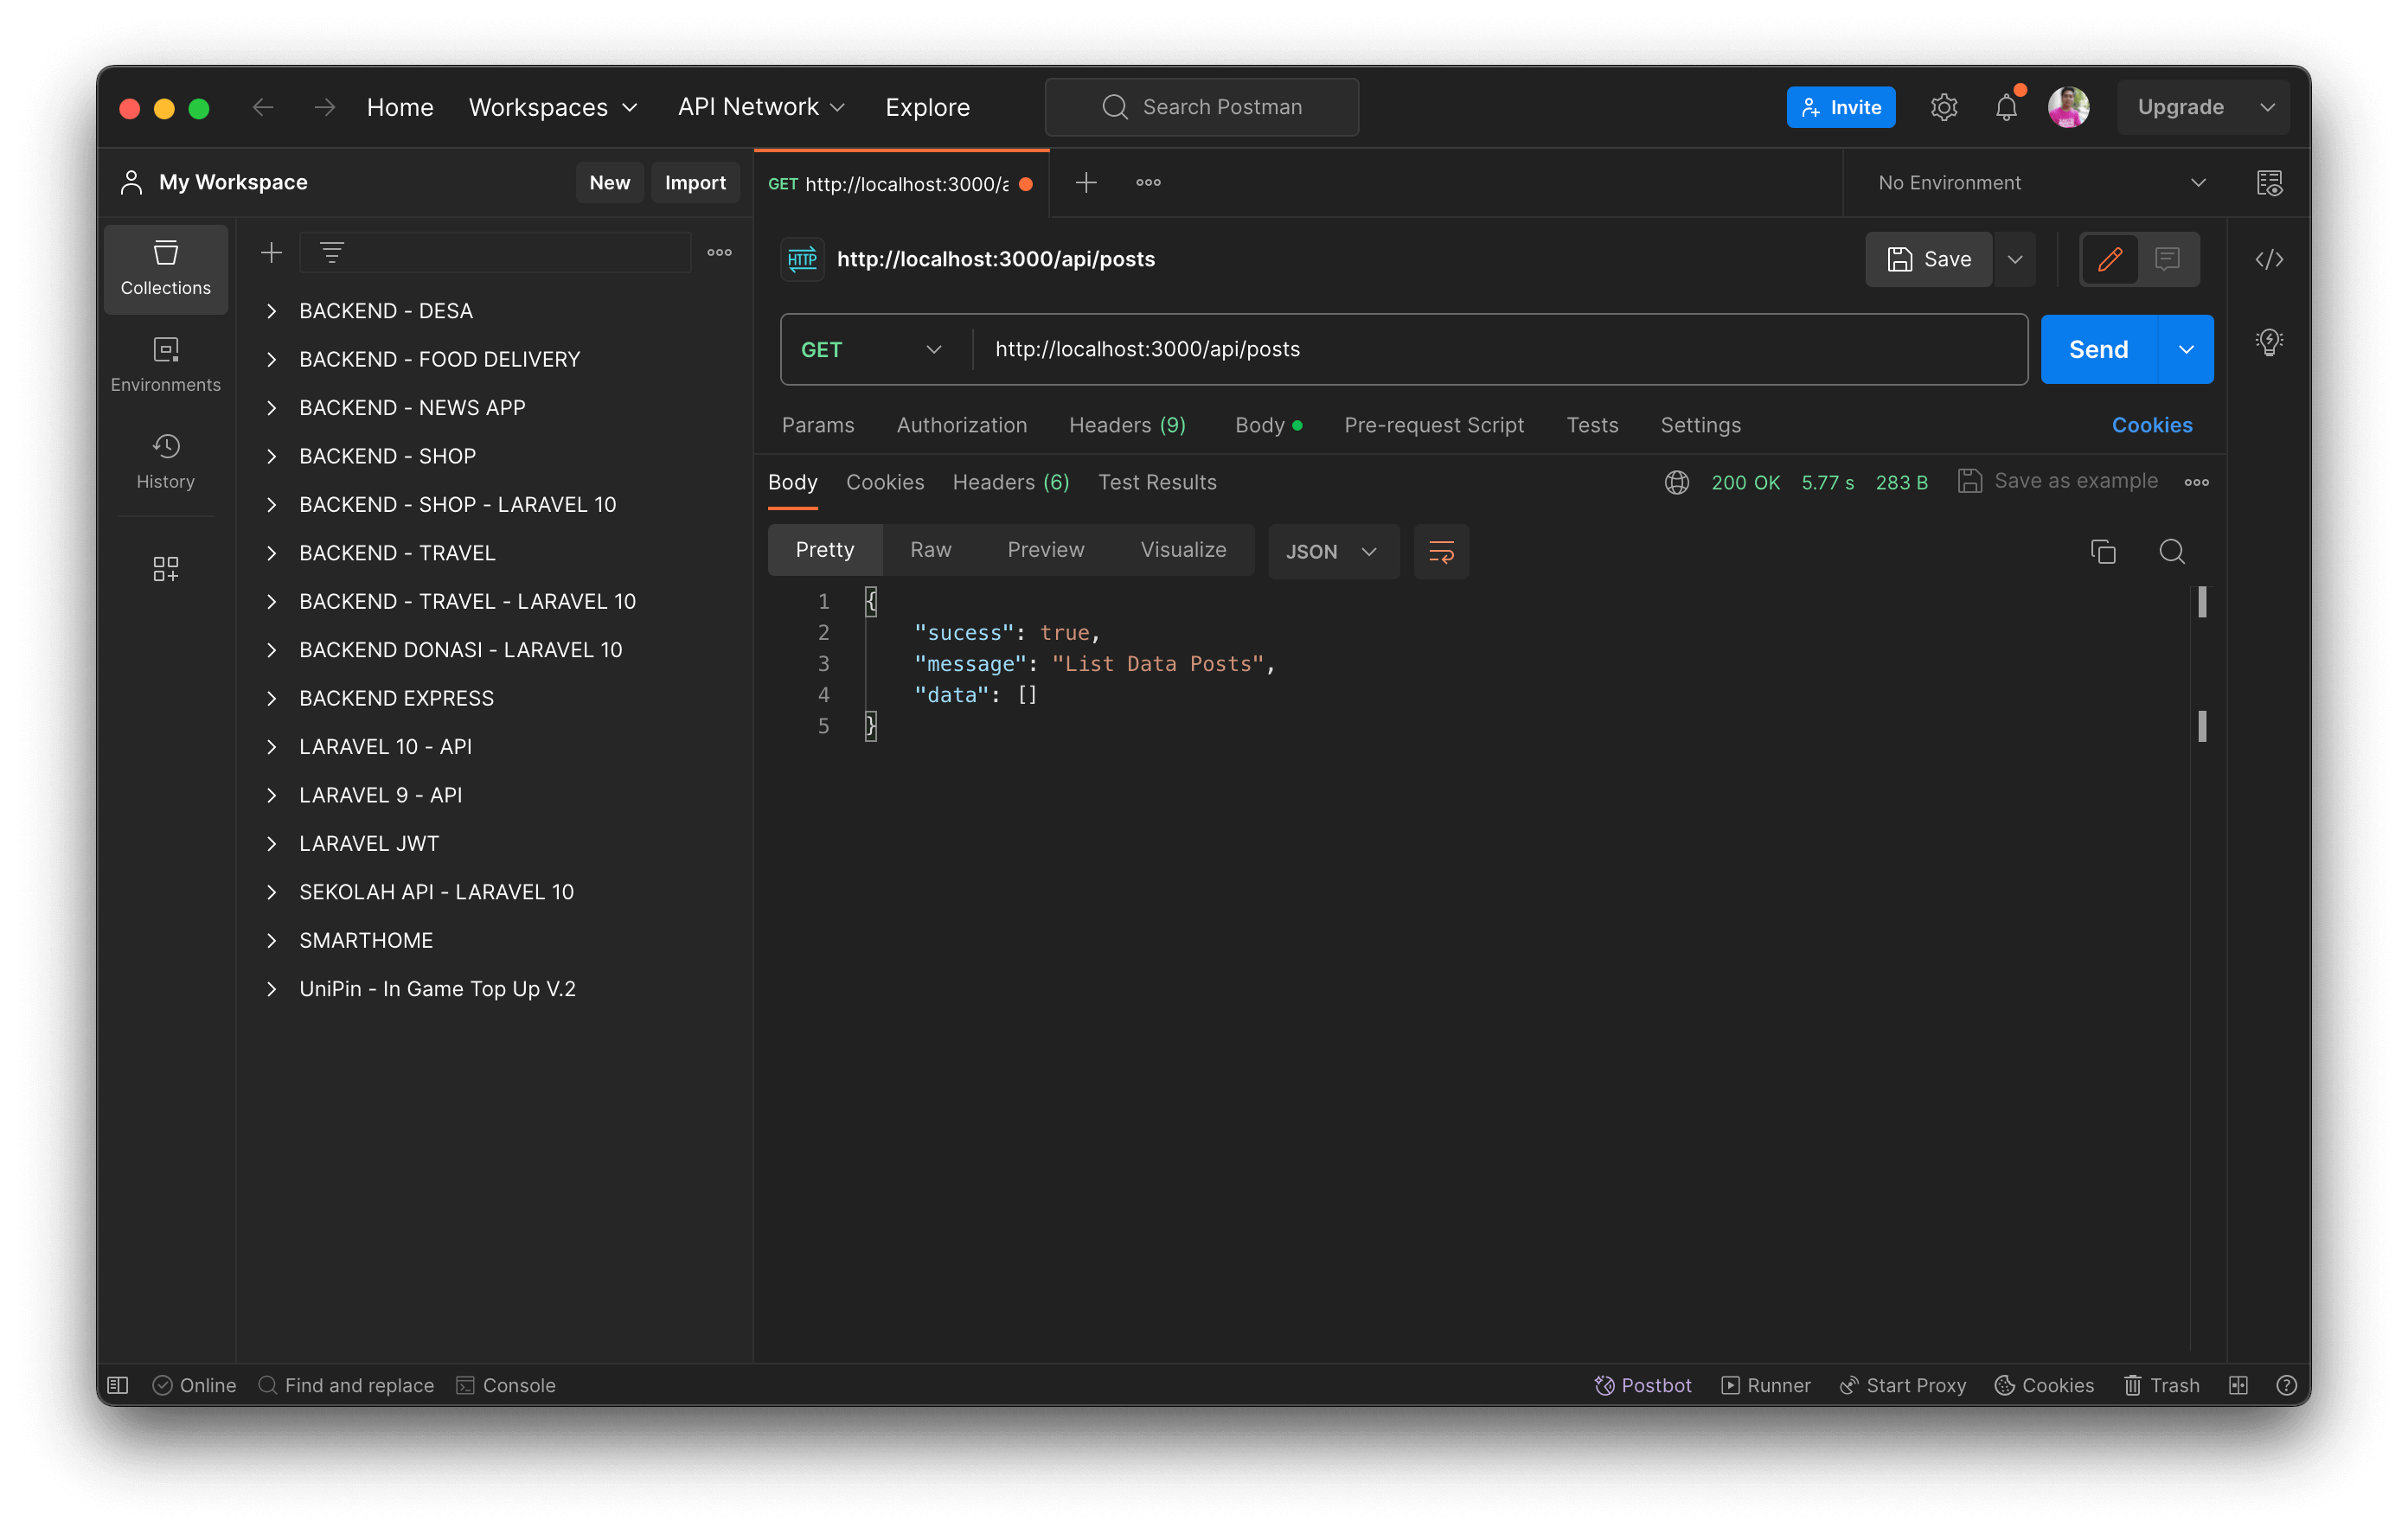 Home Workspaces API Network Explore Search Postman Invite Upgrade
My Workspace New Import
GET http://localhost:3000/a
No Environment
Collections
Environments
History
BACKEND - DESA
BACKEND - FOOD DELIVERY
BACKEND - NEWS APP
BACKEND - SHOP
BACKEND - SHOP - LARAVEL 10
BACKEND - TRAVEL
BACKEND - TRAVEL - LARAVEL 10
BACKEND DONASI - LARAVEL 10
BACKEND EXPRESS
LARAVEL 10 - API
LARAVEL 9 - API
LARAVEL JWT
SEKOLAH API - LARAVEL 10
SMARTHOME
UniPin - In Game Top Up V.2
HTTP http://localhost:3000/api/posts Save
GET http://localhost:3000/api/posts Send
Params Authorization Headers (9) Body Pre-request Script Tests Settings Cookies
Body Cookies Headers (6) Test Results 200 OK 5.77 s 283 B Save as example
Pretty Raw Preview Visualize JSON
1 {
2 "sucess": true,
3 "message": "List Data Posts",
4 "data": []
5 }
Online Find and replace Console Postbot Runner Start Proxy Cookies Trash